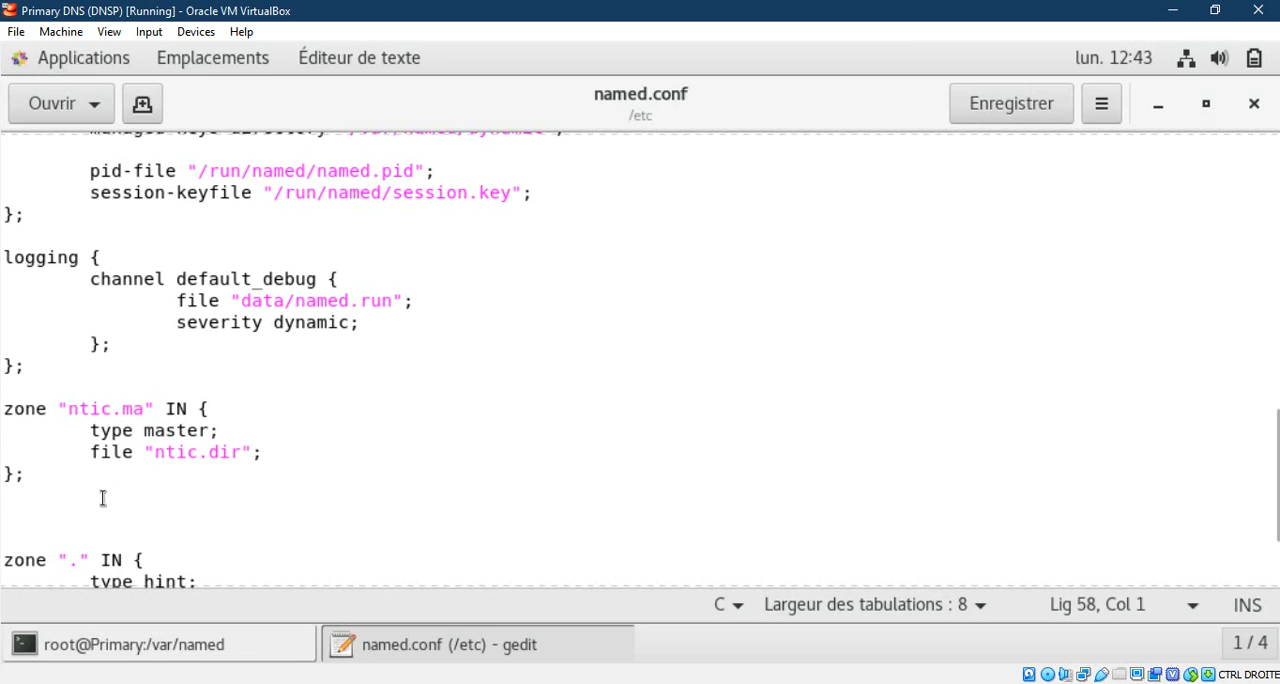 Primary DNS (DNSP) [Running] - Oracle VM VirtualBox
File Machine View Input Devices Help
Applications Emplacements Éditeur de texte lun. 12:43
Ouvrir named.conf Enregistrer
/etc
pid-file "/run/named/named.pid";
session-keyfile "/run/named/session.key";
};
logging {
channel default_debug {
file "data/named.run";
severity dynamic;
};
};
zone "ntic.ma" IN {
type master;
file "ntic.dir";
};
zone "." IN {
type hint;
C Largeur des tabulations : 8 Lig 58, Col 1 INS
root@Primary:/var/named named.conf (/etc) - gedit 1 / 4
CTRL DROITE